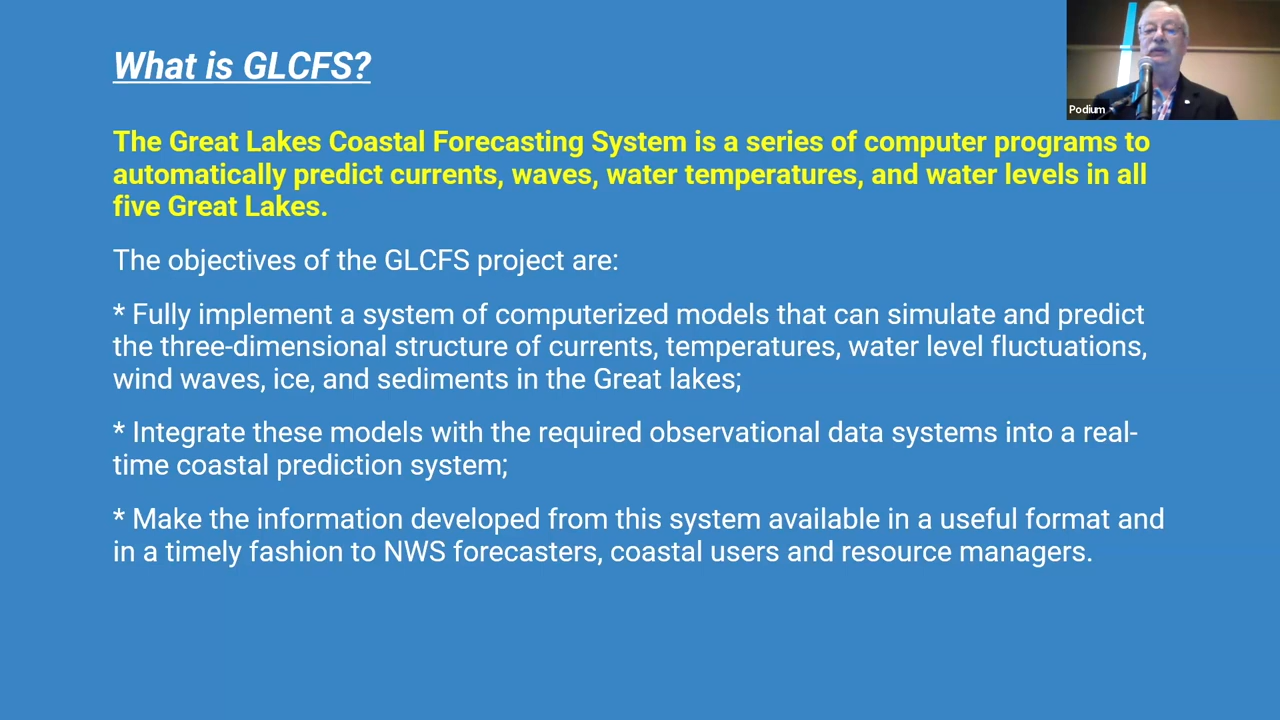 What is GLCFS?
Podium
The Great Lakes Coastal Forecasting System is a series of computer programs to
automatically predict currents, waves, water temperatures, and water levels in all
five Great Lakes.
The objectives of the GLCFS project are:
* Fully implement a system of computerized models that can simulate and predict
the three-dimensional structure of currents, temperatures, water level fluctuations,
wind waves, ice, and sediments in the Great lakes;
* Integrate these models with the required observational data systems into a real-
time coastal prediction system;
* Make the information developed from this system available in a useful format and
in a timely fashion to NWS forecasters, coastal users and resource managers.